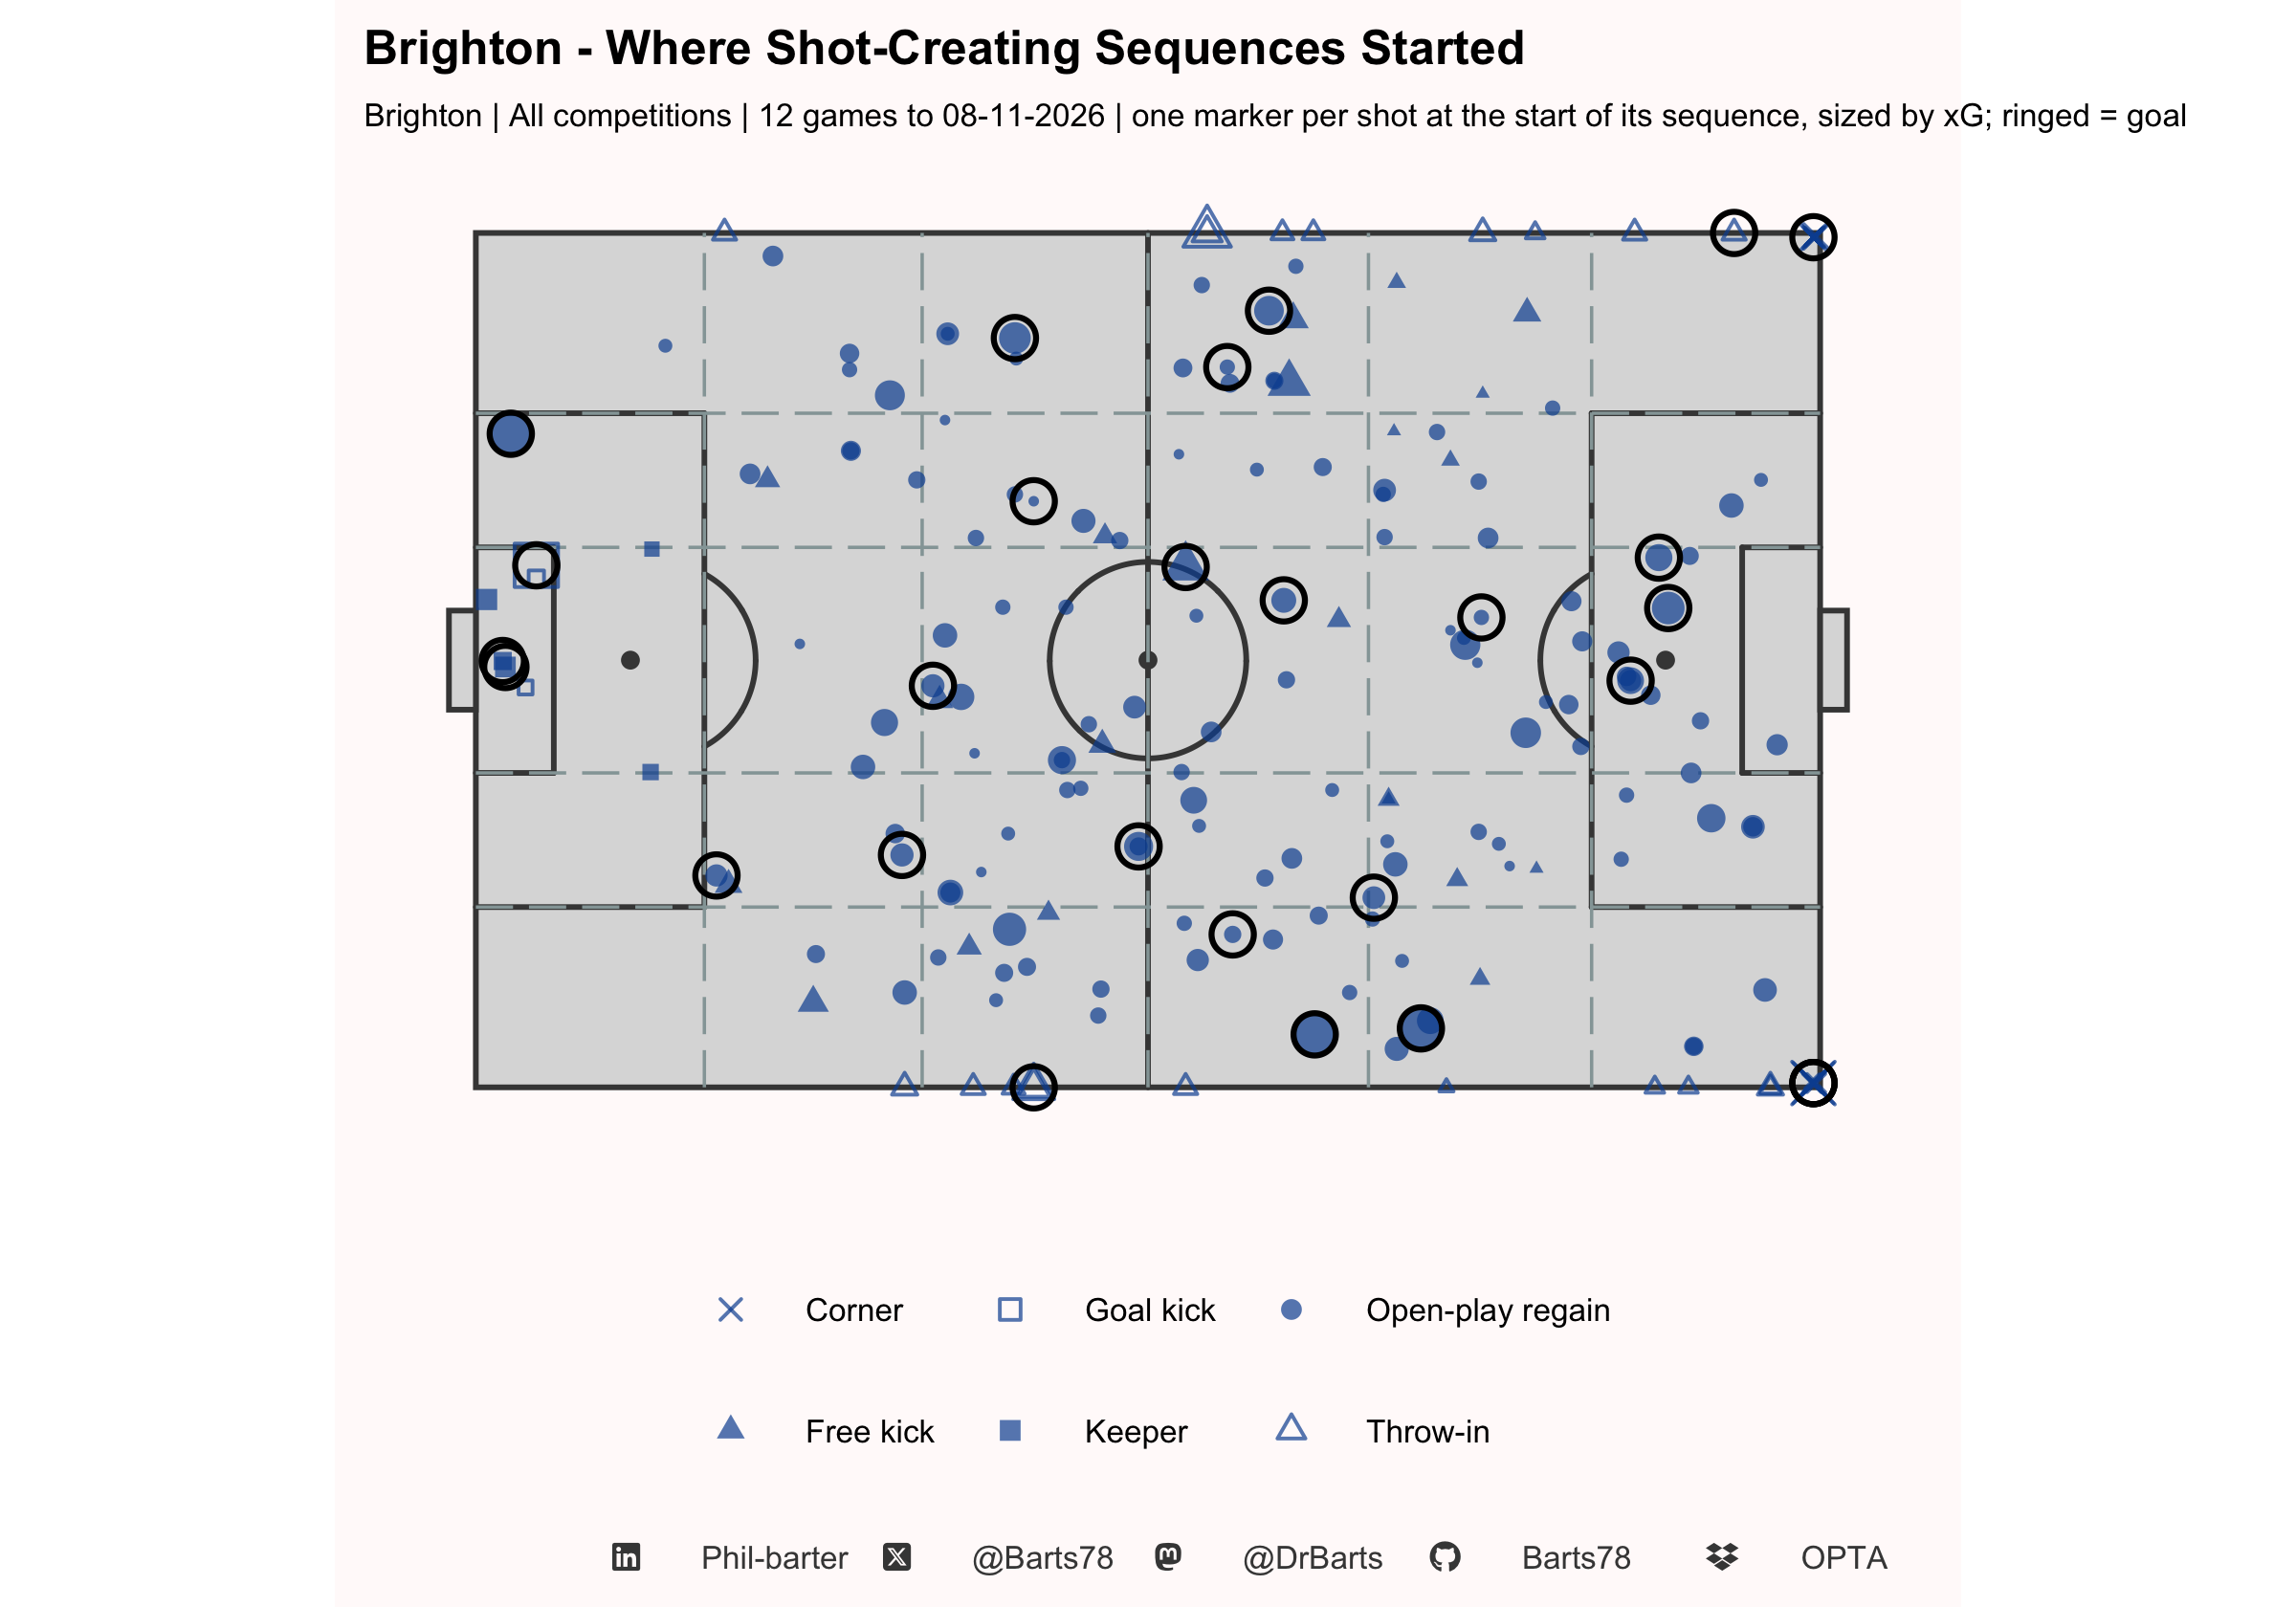 Brighton - Where Shot-Creating Sequences Started
Brighton | All competitions | 12 games to 08-11-2026 | one marker per shot at the start of its sequence, sized by xG; ringed = goal
Corner Goal kick Open-play regain
Free kick Keeper Throw-in
Phil-barter @Barts78 @DrBarts Barts78 OPTA